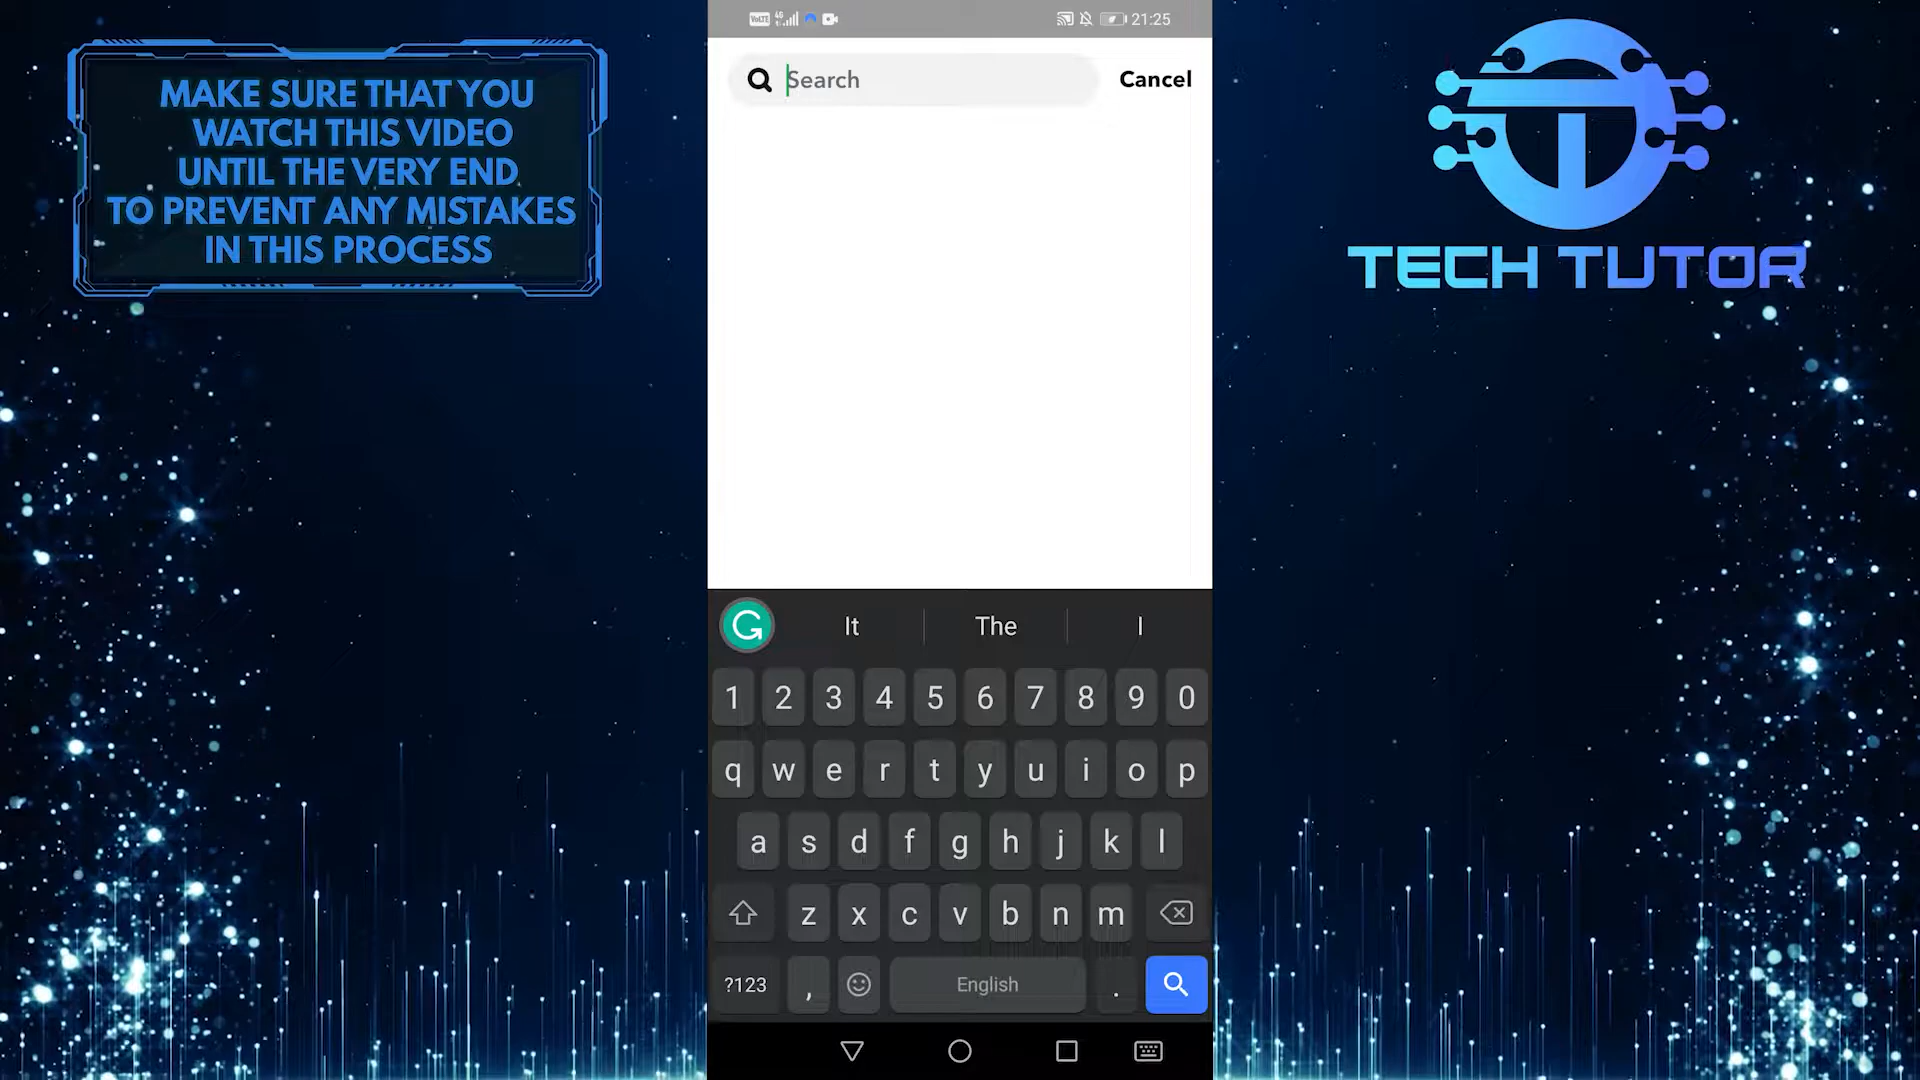 MAKE SURE THAT YOU
WATCH THIS VIDEO
UNTIL THE VERY END
TO PREVENT ANY MISTAKES
IN THIS PROCESS
VoLTE 4G 21:25
Search Cancel
It The I
1 2 3 4 5 6 7 8 9 0
q w e r t y u i o p
a s d f g h j k l
z x c v b n m
?123 , English .
TECH TUTOR